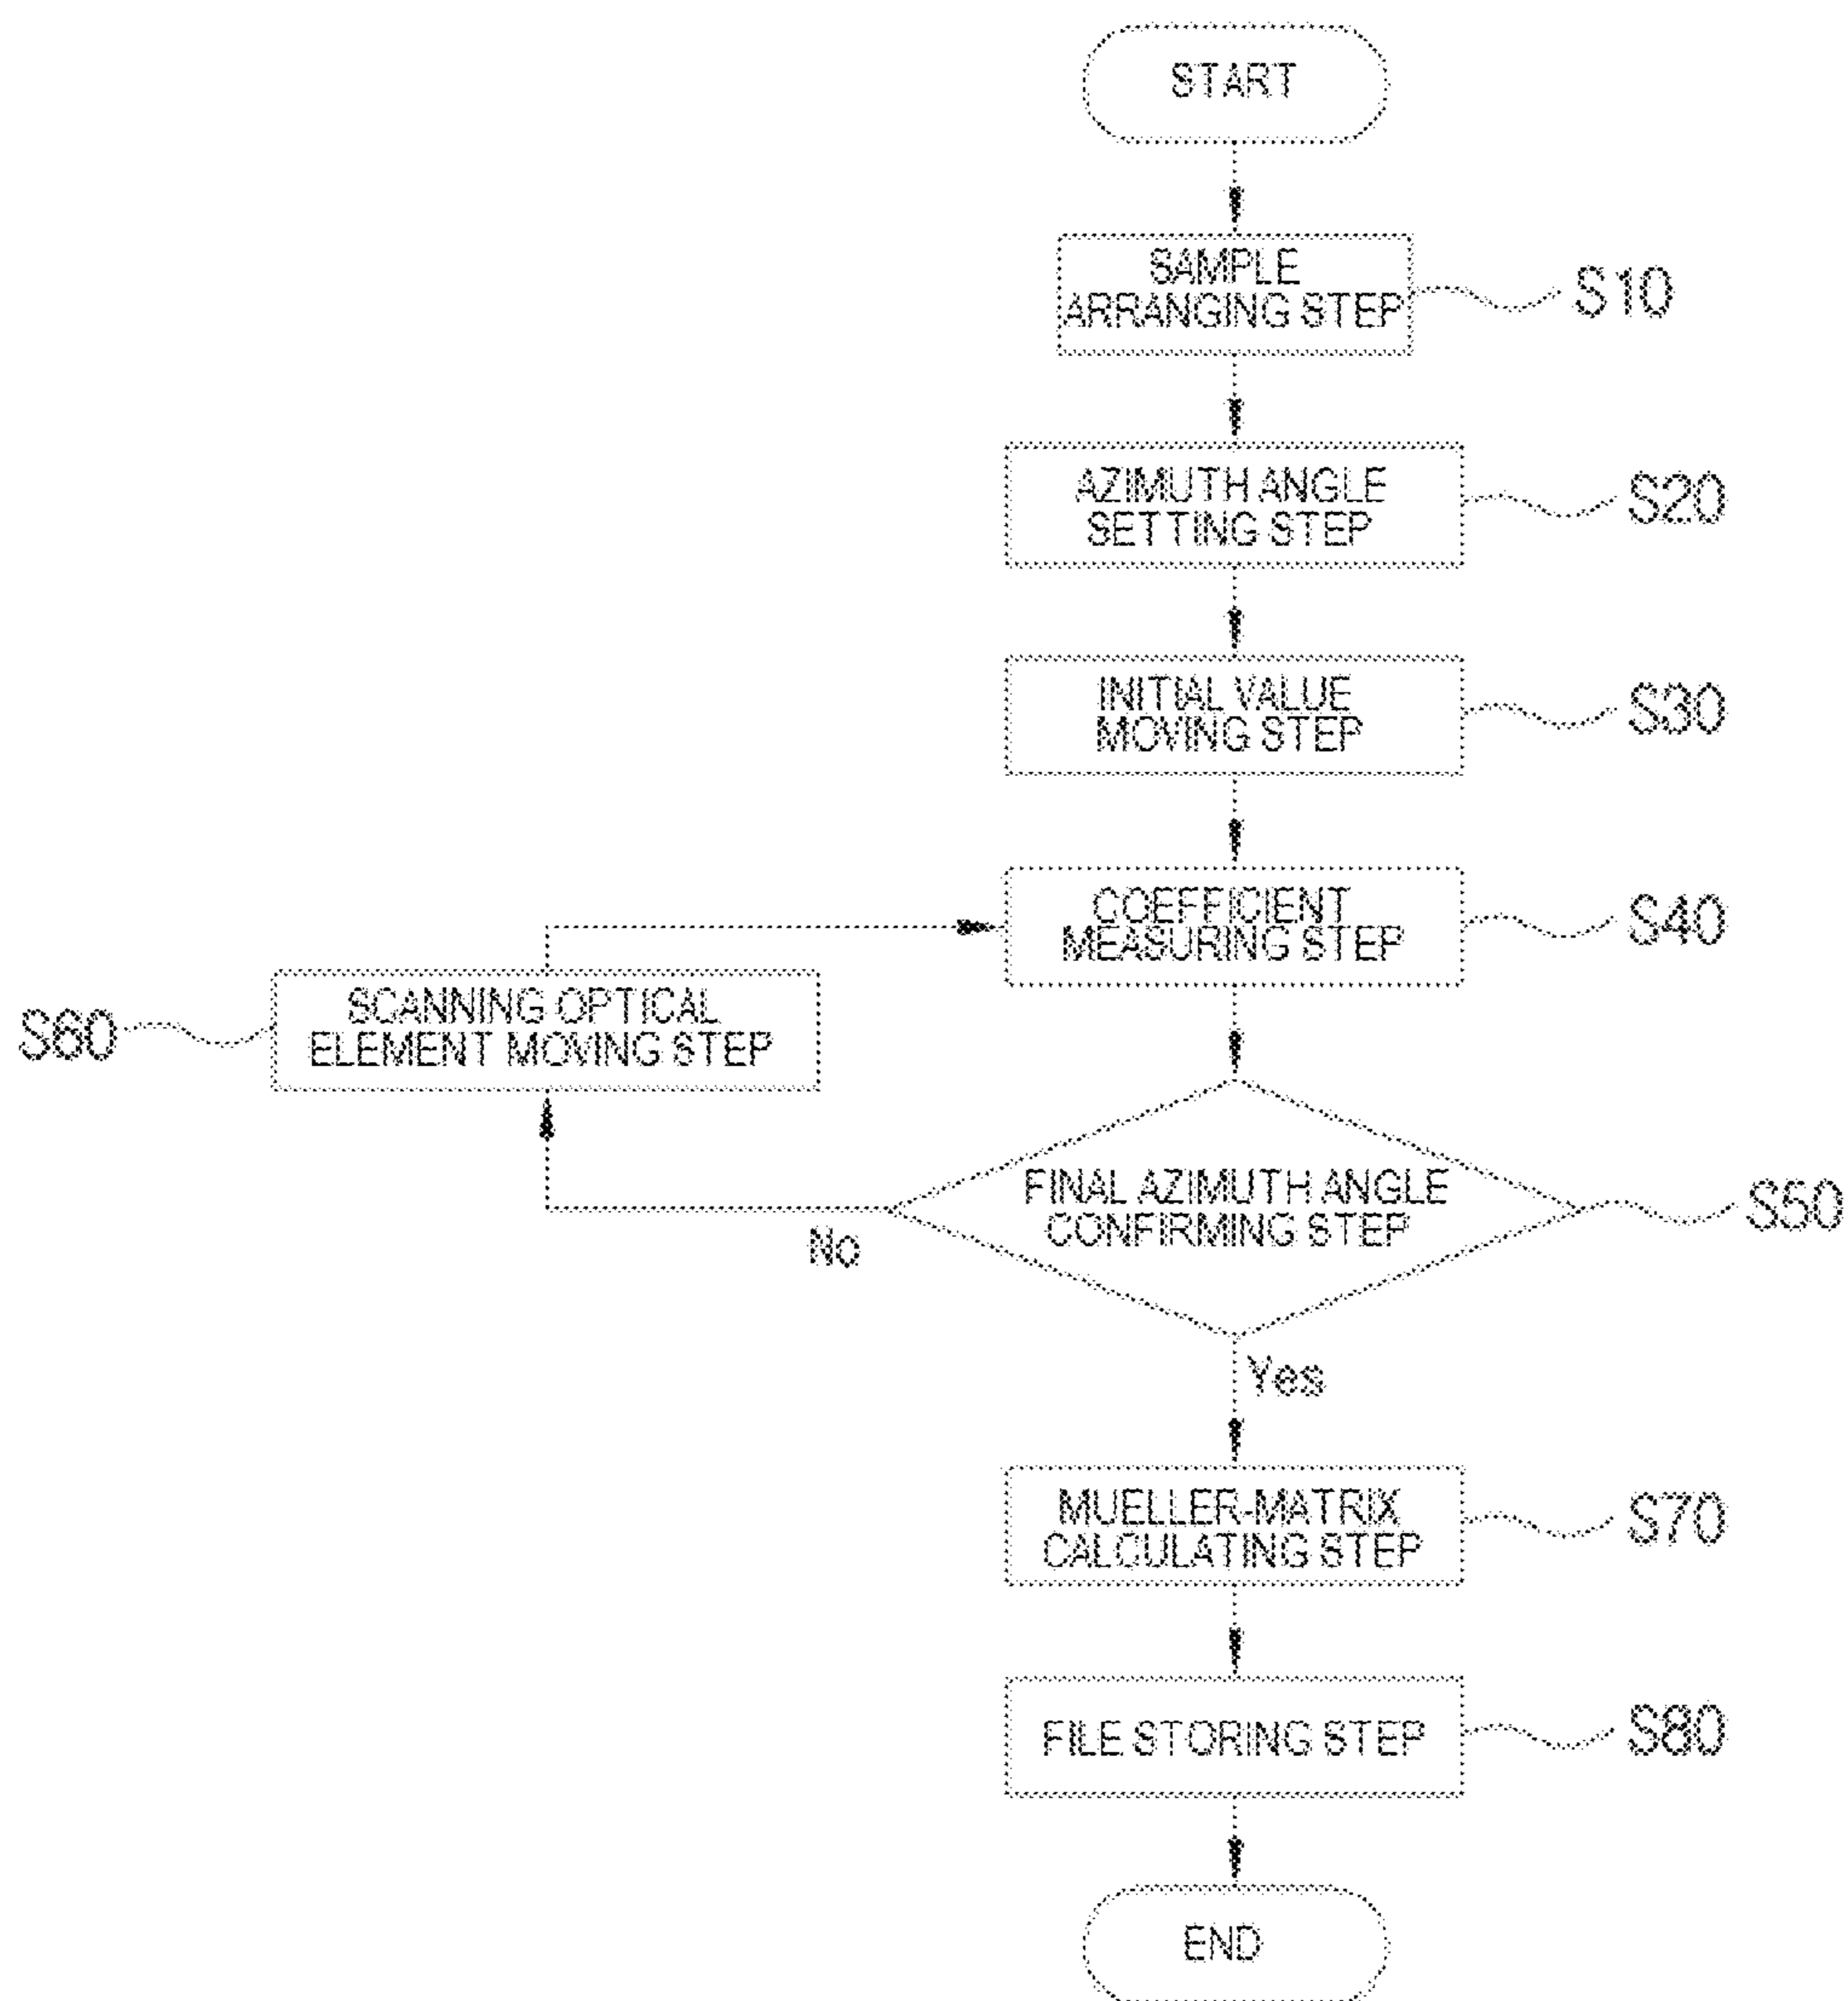 START
SAMPLE
ARRANGING STEP
S10
AZIMUTH ANGLE
SETTING STEP
S20
INITIAL VALUE
MOVING STEP
S30
COEFFICIENT
MEASURING STEP
S40
SCANNING OPTICAL
ELEMENT MOVING STEP
S60
FINAL AZIMUTH ANGLE
CONFIRMING STEP
S50
No
Yes
MUELLER-MATRIX
CALCULATING STEP
S70
FILE STORING STEP
S80
END